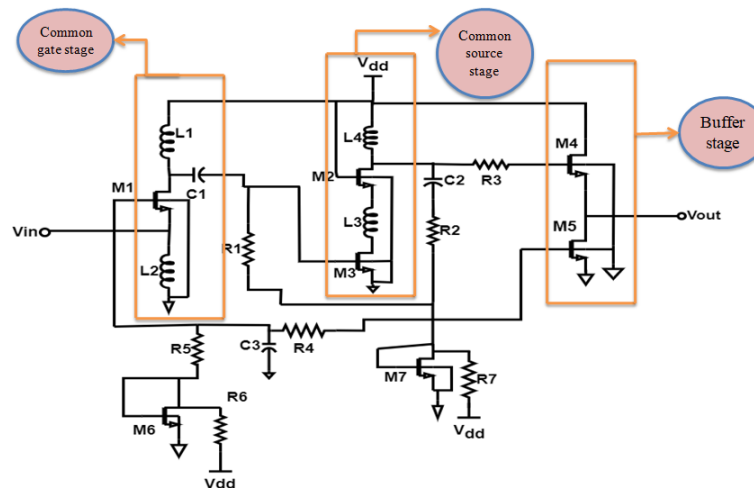 Common
gate stage
Common
source
stage
Buffer
stage
Vdd
L1
L4
M4
M1
C1
M2
C2
R3
Vin
L3
R2
M5
Vout
L2
R1
M3
R5
C3
R4
M7
R7
R6
M6
Vdd
Vdd